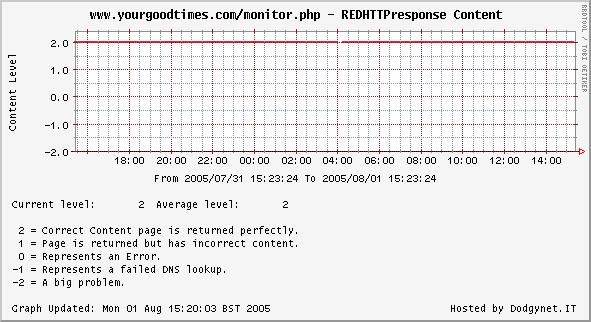 www.yourgoodtimes.com/monitor.php - REDHTTPresponse Content
RRDTOOL / TOBI OETIKER
Content Level
2.0
1.0
0.0
-1.0
-2.0
18:00 20:00 22:00 00:00 02:00 04:00 06:00 08:00 10:00 12:00 14:00
From 2005/07/31 15:23:24 To 2005/08/01 15:23:24
Current level: 2 Average level: 2
2 = Correct Content page is returned perfectly.
1 = Page is returned but has incorrect content.
0 = Represents an Error.
-1 = Represents a failed DNS lookup.
-2 = A big problem.
Graph Updated: Mon 01 Aug 15:20:03 BST 2005 Hosted by Dodgynet.IT